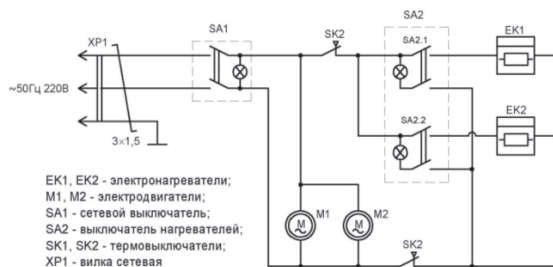 SA1
SA2
XP1
SK2
SA2.1
EK1
~50Гц 220В
SA2.2
EK2
3×1,5
EK1, EK2 - электронагреватели;
M1, M2 - электродвигатели;
SA1 - сетевой выключатель;
SA2 - выключатель нагревателей;
SK1, SK2 - термовыключатели;
XP1 - вилка сетевая
M
M1
M
M2
SK2